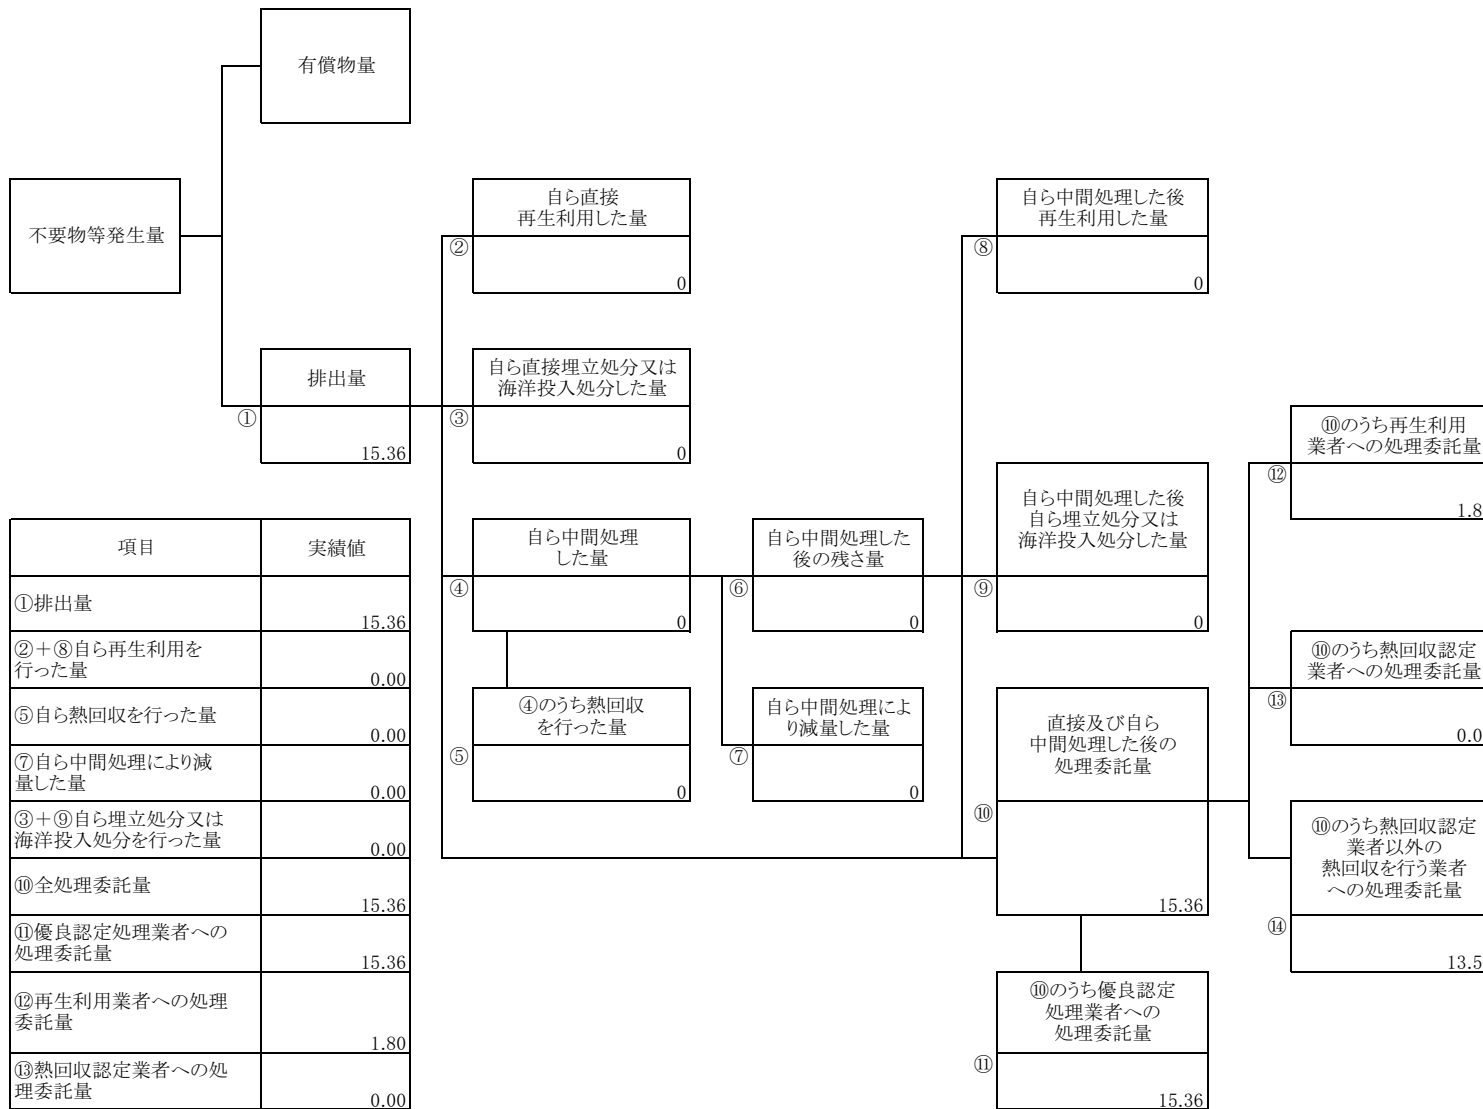 有償物量
不要物等発生量
自ら直接
再生利用した量
②
0
自ら中間処理した後
再生利用した量
⑧
0
排出量
①
15.36
自ら直接埋立処分又は
海洋投入処分した量
③
0
⑩のうち再生利用
業者への処理委託量
⑫
1.8
自ら中間処理
した量
④
0
自ら中間処理した
後の残さ量
⑥
0
自ら中間処理した後
自ら埋立処分又は
海洋投入処分した量
⑨
0
⑩のうち熱回収認定
業者への処理委託量
⑬
0.0
④のうち熱回収
を行った量
⑤
0
自ら中間処理によ
り減量した量
⑦
0
直接及び自ら
中間処理した後の
処理委託量
⑩
15.36
⑩のうち熱回収認定
業者以外の
熱回収を行う業者
への処理委託量
⑭
13.5
⑩のうち優良認定
処理業者への
処理委託量
⑪
15.36
項目 実績値
①排出量 15.36
②+⑧自ら再生利用を
行った量 0.00
⑤自ら熱回収を行った量 0.00
⑦自ら中間処理により減
量した量 0.00
③+⑨自ら埋立処分又は
海洋投入処分を行った量 0.00
⑩全処理委託量 15.36
⑪優良認定処理業者への
処理委託量 15.36
⑫再生利用業者への処理
委託量 1.80
⑬熱回収認定業者への処
理委託量 0.00